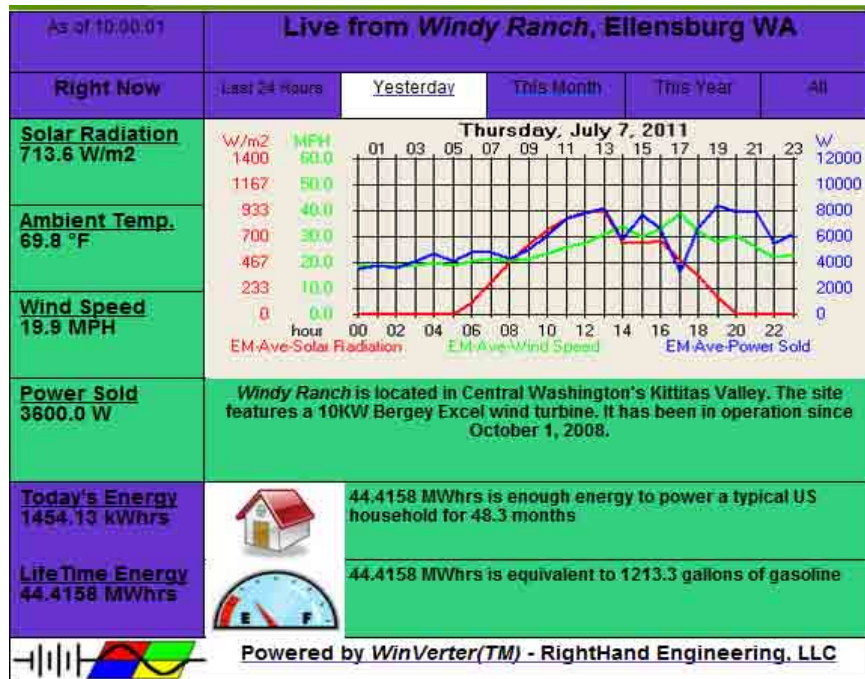 As of 10:00:01
Live from Windy Ranch, Ellensburg WA
Right Now
Last 24 Hours
Yesterday
This Month
This Year
All
Solar Radiation
713.6 W/m2
Ambient Temp.
69.8 °F
Wind Speed
19.9 MPH
Power Sold
3600.0 W
Thursday, July 7, 2011
W/m2 MPH 01 03 05 07 09 11 13 15 17 19 21 23 W
1400 60.0 12000
1167 50.0 10000
933 40.0 8000
700 30.0 6000
467 20.0 4000
233 10.0 2000
0 0.0 0
hour 00 02 04 06 08 10 12 14 16 18 20 22
EM-Ave-Solar Radiation EM-Ave-Wind Speed EM-Ave-Power Sold
Windy Ranch is located in Central Washington's Kittitas Valley. The site
features a 10KW Bergey Excel wind turbine. It has been in operation since
October 1, 2008.
Today's Energy
1454.13 kWhrs
44.4158 MWhrs is enough energy to power a typical US
household for 48.3 months
LifeTime Energy
44.4158 MWhrs
44.4158 MWhrs is equivalent to 1213.3 gallons of gasoline
E F
Powered by WinVerter(TM) - RightHand Engineering, LLC